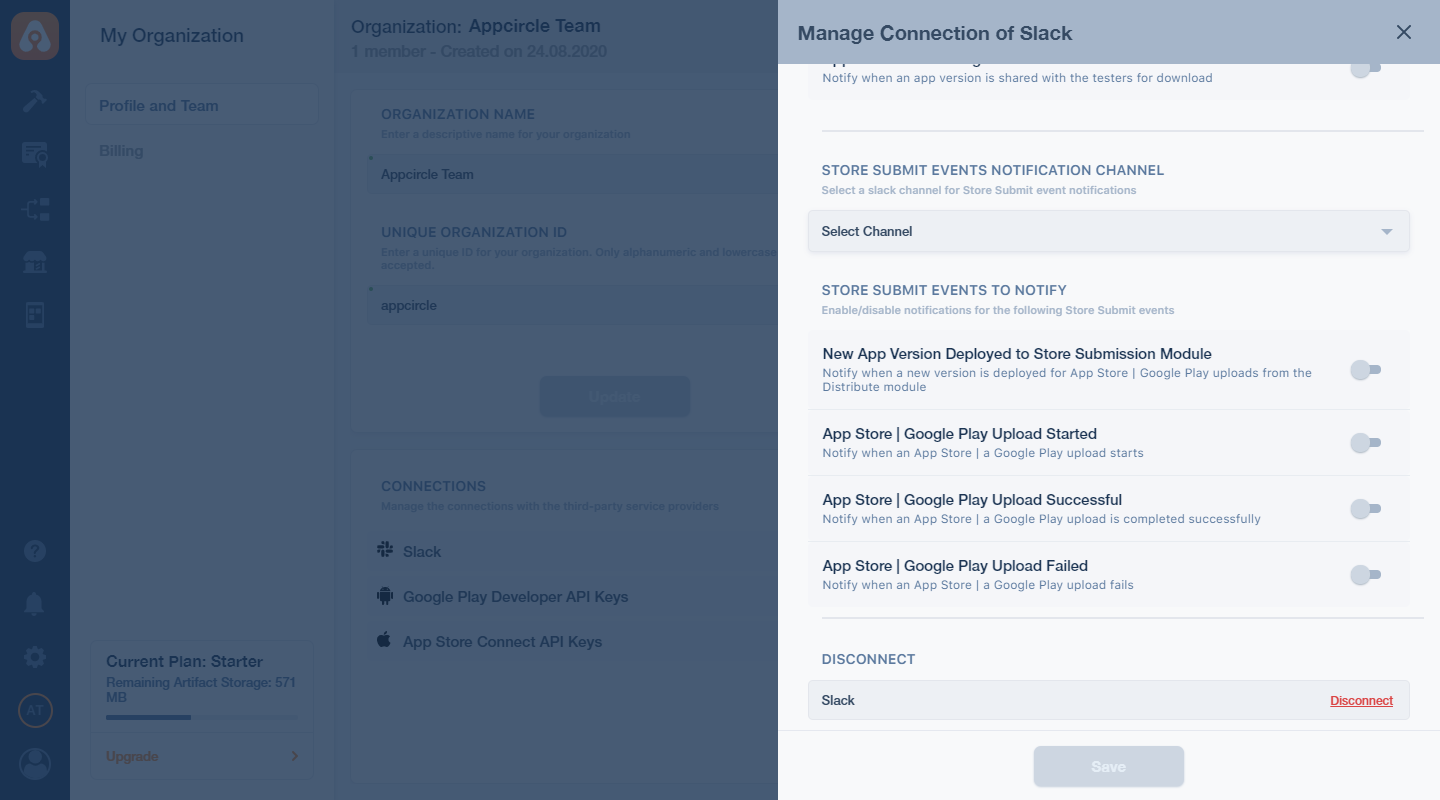 My Organization
Profile and Team
Billing
Current Plan: Starter
Remaining Artifact Storage: 571
MB
Upgrade
AT
Organization: Appcircle Team
1 member - Created on 24.08.2020
ORGANIZATION NAME
Enter a descriptive name for your organization
Appcircle Team
UNIQUE ORGANIZATION ID
Enter a unique ID for your organization. Only alphanumeric and lowercase
accepted.
appcircle
Update
CONNECTIONS
Manage the connections with the third-party service providers
Slack
Google Play Developer API Keys
App Store Connect API Keys
Manage Connection of Slack
Notify when an app version is shared with the testers for download
STORE SUBMIT EVENTS NOTIFICATION CHANNEL
Select a slack channel for Store Submit event notifications
Select Channel
STORE SUBMIT EVENTS TO NOTIFY
Enable/disable notifications for the following Store Submit events
New App Version Deployed to Store Submission Module
Notify when a new version is deployed for App Store | Google Play uploads from the
Distribute module
App Store | Google Play Upload Started
Notify when an App Store | a Google Play upload starts
App Store | Google Play Upload Successful
Notify when an App Store | a Google Play upload is completed successfully
App Store | Google Play Upload Failed
Notify when an App Store | a Google Play upload fails
DISCONNECT
Slack
Disconnect
Save